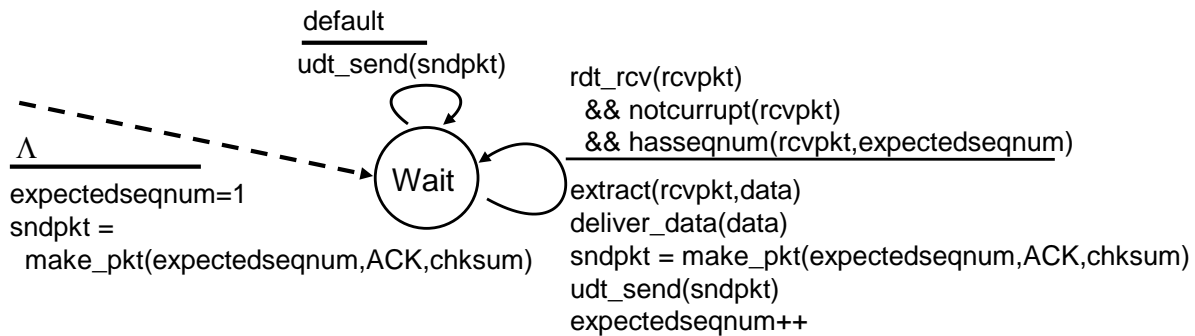 default
udt_send(sndpkt)
rdt_rcv(rcvpkt)
&& notcurrupt(rcvpkt)
&& hasseqnum(rcvpkt,expectedseqnum)
Λ
expectedseqnum=1
sndpkt =
make_pkt(expectedseqnum,ACK,chksum)
Wait
extract(rcvpkt,data)
deliver_data(data)
sndpkt = make_pkt(expectedseqnum,ACK,chksum)
udt_send(sndpkt)
expectedseqnum++